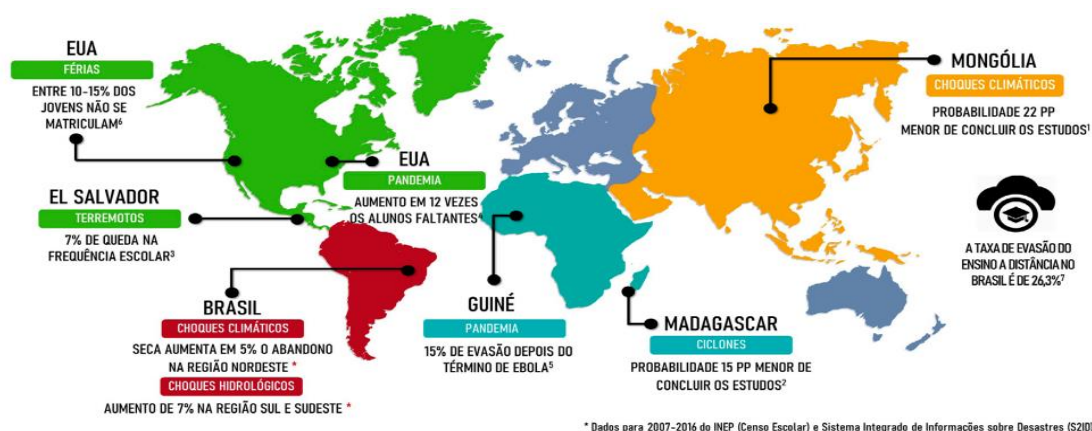 EUA
FÉRIAS
ENTRE 10-15% DOS
JOVENS NÃO SE
MATRICULAM⁶
EUA
PANDEMIA
AUMENTO EM 12 VEZES
OS ALUNOS FALTANTES⁴
EL SALVADOR
TERREMOTOS
7% DE QUEDA NA
FREQUÊNCIA ESCOLAR³
BRASIL
CHOQUES CLIMÁTICOS
SECA AUMENTA EM 5% O ABANDONO
NA REGIÃO NORDESTE *
CHOQUES HIDROLÓGICOS
AUMENTO DE 7% NA REGIÃO SUL E SUDESTE *
GUINÉ
PANDEMIA
15% DE EVASÃO DEPOIS DO
TÉRMINO DE EBOLA⁵
MADAGASCAR
CICLONES
PROBABILIDADE 15 PP MENOR DE
CONCLUIR OS ESTUDOS²
MONGÓLIA
CHOQUES CLIMÁTICOS
PROBABILIDADE 22 PP
MENOR DE CONCLUIR OS ESTUDOS¹
A TAXA DE EVASÃO DO
ENSINO A DISTÂNCIA NO
BRASIL É DE 26,3%⁷
* Dados para 2007-2016 do INEP (Censo Escolar) e Sistema Integrado de Informações sobre Desastres